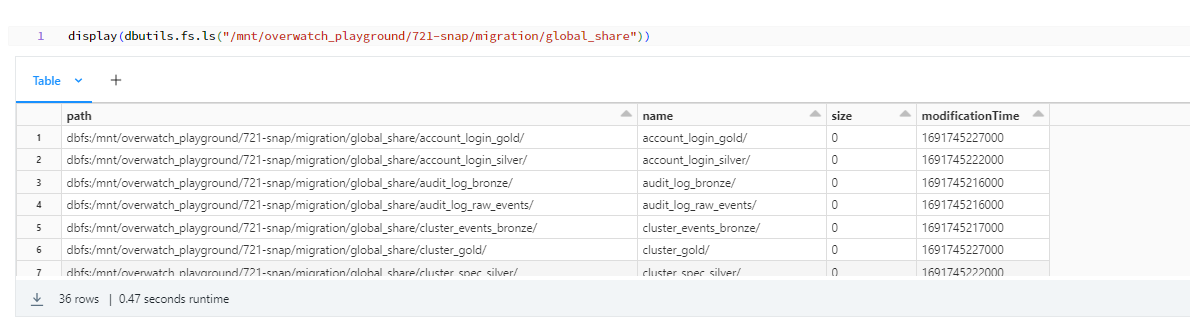 1 display(dbutils.fs.ls("/mnt/overwatch_playground/721-snap/migration/global_share"))
Table +
path name size modificationTime
1 dbfs:/mnt/overwatch_playground/721-snap/migration/global_share/account_login_gold/ account_login_gold/ 0 1691745227000
2 dbfs:/mnt/overwatch_playground/721-snap/migration/global_share/account_login_silver/ account_login_silver/ 0 1691745222000
3 dbfs:/mnt/overwatch_playground/721-snap/migration/global_share/audit_log_bronze/ audit_log_bronze/ 0 1691745216000
4 dbfs:/mnt/overwatch_playground/721-snap/migration/global_share/audit_log_raw_events/ audit_log_raw_events/ 0 1691745216000
5 dbfs:/mnt/overwatch_playground/721-snap/migration/global_share/cluster_events_bronze/ cluster_events_bronze/ 0 1691745217000
6 dbfs:/mnt/overwatch_playground/721-snap/migration/global_share/cluster_gold/ cluster_gold/ 0 1691745227000
7 dbfs:/mnt/overwatch_playground/721-snap/migration/global_share/cluster_spec_silver/ cluster_spec_silver/ 0 1691745222000
36 rows | 0.47 seconds runtime